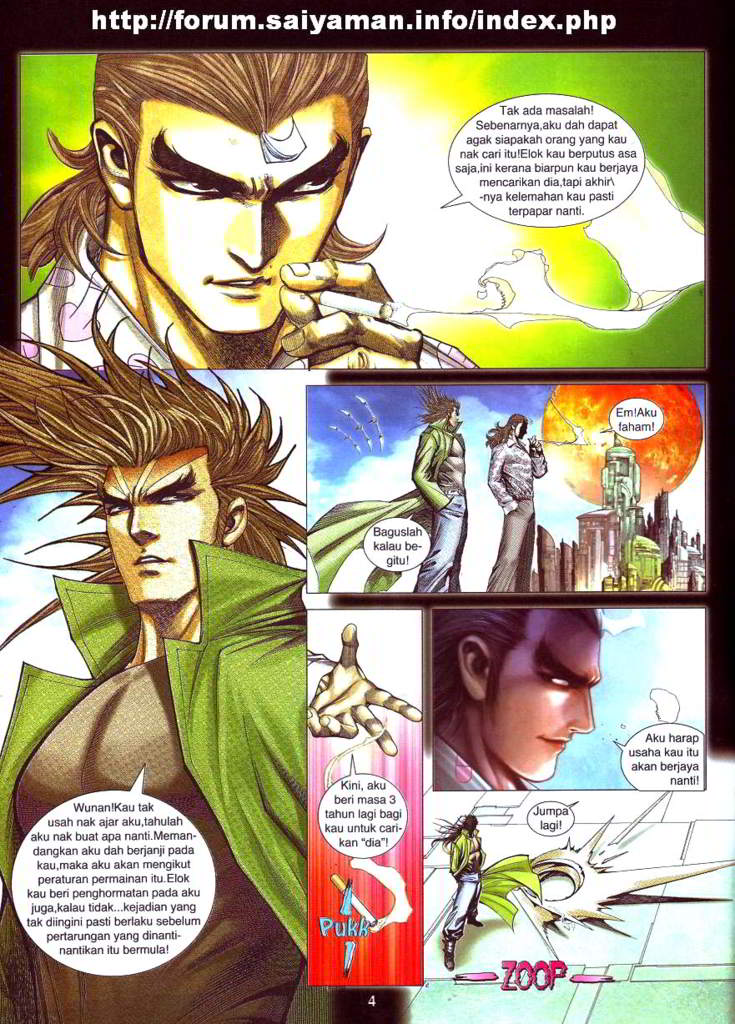 http://forum.saiyaman.info/index.php
Tak ada masalah!
Sebenarnya,aku dah dapat
agak siapakah orang yang kau
nak cari itu!Elok kau berputus asa
saja,ini kerana biarpun kau berjaya
mencarikan dia,tapi akhir\
-nya kelemahan kau pasti
terpapar nanti.
Em!Aku
faham!
Baguslah
kalau be-
gitu!
Wunan!Kau tak
usah nak ajar aku,tahulah
aku nak buat apa nanti.Meman-
dangkan aku dah berjanji pada
kau,maka aku akan mengikut
peraturan permainan itu.Elok
kau beri penghormatan pada aku
juga,kalau tidak...kejadian yang
tak diingini pasti berlaku sebelum
pertarungan yang dinanti-
nantikan itu bermula!
Kini, aku
beri masa 3
tahun lagi bagi
kau untuk cari-
kan "dia"!
Pukk
Aku harap
usaha kau itu
akan berjaya
nanti!
Jumpa
lagi!
ZOOP
4